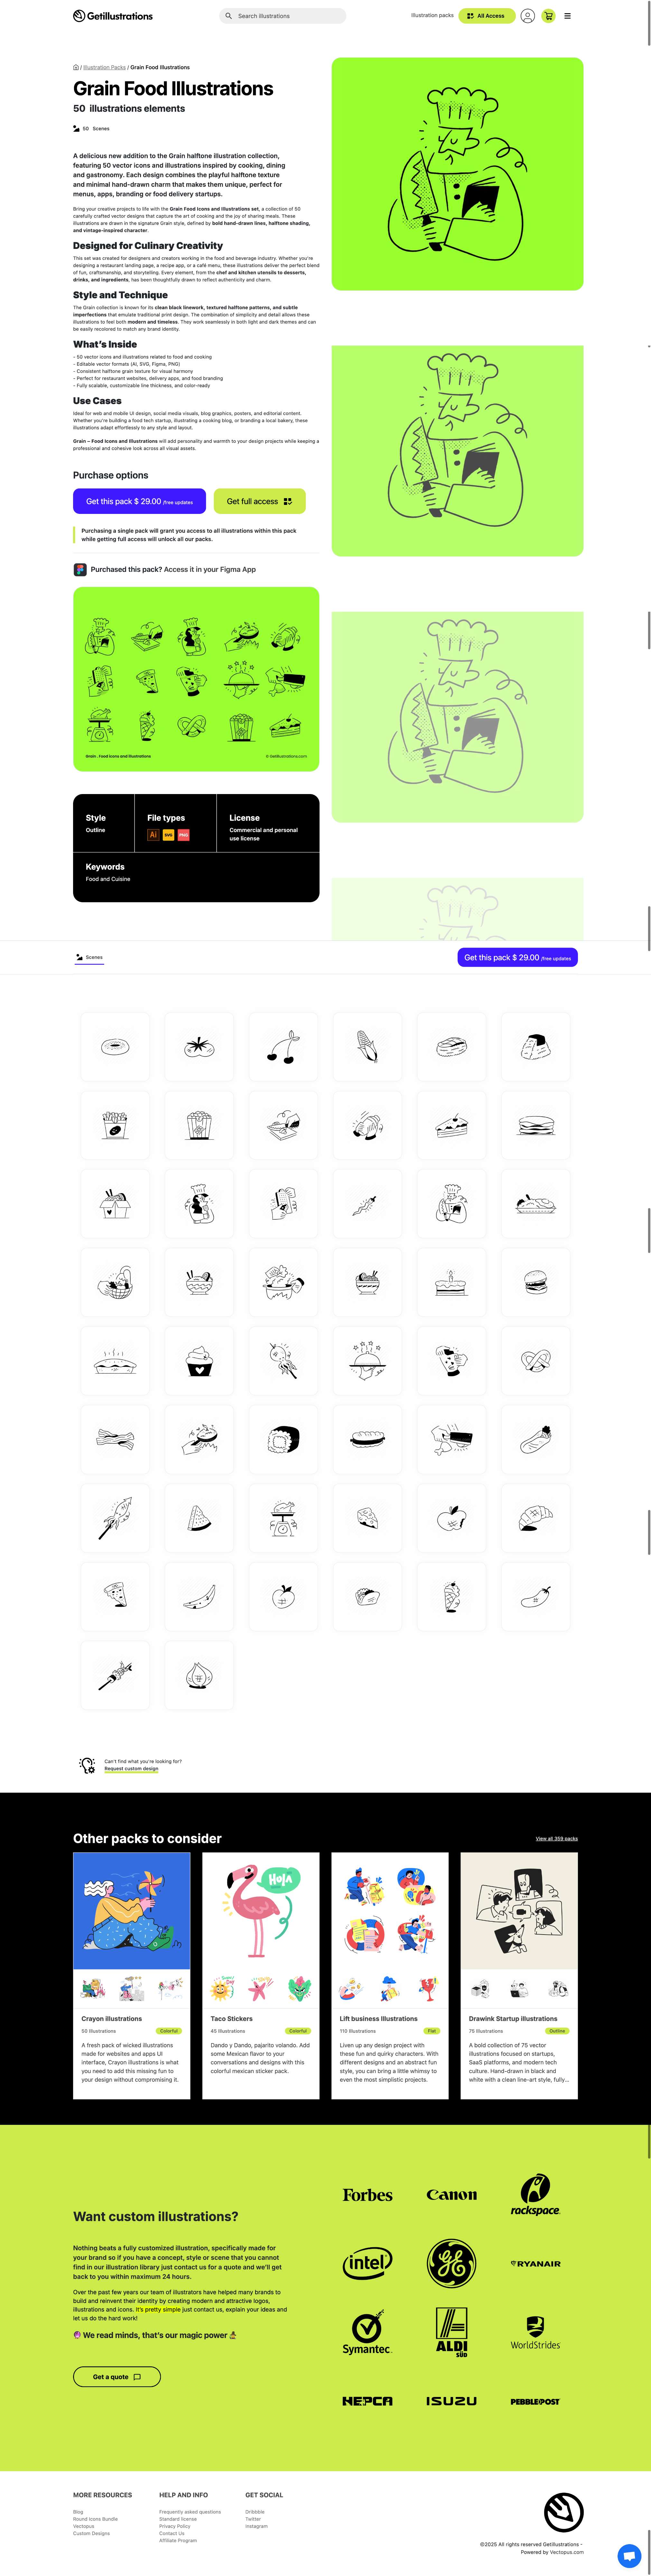 Getillustrations
Search illustrations
Illustration packs
All Access
/ Illustration Packs / Grain Food Illustrations
Grain Food Illustrations
50 illustrations elements
50 Scenes
A delicious new addition to the Grain halftone illustration collection,
featuring 50 vector icons and illustrations inspired by cooking, dining
and gastronomy. Each design combines the playful halftone texture
and minimal hand-drawn charm that makes them unique, perfect for
menus, apps, branding or food delivery startups.
Bring your creative projects to life with the Grain Food Icons and Illustrations set, a collection of 50
carefully crafted vector designs that capture the art of cooking and the joy of sharing meals. These
illustrations are drawn in the signature Grain style, defined by bold hand-drawn lines, halftone shading,
and vintage-inspired character.
Designed for Culinary Creativity
This set was created for designers and creators working in the food and beverage industry. Whether you're
designing a restaurant landing page, a recipe app, or a café menu, these illustrations deliver the perfect blend
of fun, craftsmanship, and storytelling. Every element, from the chef and kitchen utensils to desserts,
drinks, and ingredients, has been thoughtfully drawn to reflect authenticity and charm.
Style and Technique
The Grain collection is known for its clean black linework, textured halftone patterns, and subtle
imperfections that emulate traditional print design. The combination of simplicity and detail allows these
illustrations to feel both modern and timeless. They work seamlessly in both light and dark themes and can
be easily recolored to match any brand identity.
What's Inside
- 50 vector icons and illustrations related to food and cooking
- Editable vector formats (AI, SVG, Figma, PNG)
- Consistent halftone grain texture for visual harmony
- Perfect for restaurant websites, delivery apps, and food branding
- Fully scalable, customizable line thickness, and color-ready
Use Cases
Ideal for web and mobile UI design, social media visuals, blog graphics, posters, and editorial content.
Whether you're building a food tech startup, illustrating a cooking blog, or branding a local bakery, these
illustrations adapt effortlessly to any style and layout.
Grain – Food Icons and Illustrations will add personality and warmth to your design projects while keeping a
professional and cohesive look across all visual assets.
Purchase options
Get this pack $ 29.00 /free updates
Get full access
Purchasing a single pack will grant you access to all illustrations within this pack
while getting full access will unlock all our packs.
Purchased this pack? Access it in your Figma App
Grain . Food Icons and Illustrations
© Getillustrations.com
Style
Outline
File types
Ai
SVG
PNG
License
Commercial and personal
use license
Keywords
Food and Cuisine
Scenes
Get this pack $ 29.00 /free updates
Can't find what you're looking for?
Request custom design
Other packs to consider
View all 359 packs
Hola
Crayon illustrations
50 Illustrations
Colorful
A fresh pack of wicked illustrations
made for websites and apps UI
interface, Crayon illustrations is what
you need to add this missing fun to
your design without compromising it.
Taco Stickers
45 Illustrations
Colorful
Dando y Dando, pajarito volando. Add
some Mexican flavor to your
conversations and designs with this
colorful mexican sticker pack.
Lift business Illustrations
110 Illustrations
Flat
Liven up any design project with
these fun and quirky characters. With
different designs and an abstract fun
style, you can bring a little whimsy to
even the most simplistic projects.
Drawink Startup illustrations
75 Illustrations
Outline
A bold collection of 75 vector
illustrations focused on startups,
SaaS platforms, and modern tech
culture. Hand-drawn in black and
white with a clean line-art style, fully...
Want custom illustrations?
Nothing beats a fully customized illustration, specifically made for
your brand so if you have a concept, style or scene that you cannot
find in our illustration library just contact us for a quote and we'll get
back to you within maximum 24 hours.
Over the past few years our team of illustrators have helped many brands to
build and reinvent their identity by creating modern and attractive logos,
illustrations and icons. It's pretty simple just contact us, explain your ideas and
let us do the hard work!
We read minds, that's our magic power
Get a quote
Forbes
Canon
rackspace
intel
GE
RYANAIR
Symantec.
ALDI
SÜD
WorldStrides
HEPCA
ISUZU
PEBBLEPOST
MORE RESOURCES
Blog
Round Icons Bundle
Vectopus
Custom Designs
HELP AND INFO
Frequently asked questions
Standard license
Privacy Policy
Contact Us
Affiliate Program
GET SOCIAL
Dribbble
Twitter
Instagram
©2025 All rights reserved Getillustrations -
Powered by Vectopus.com